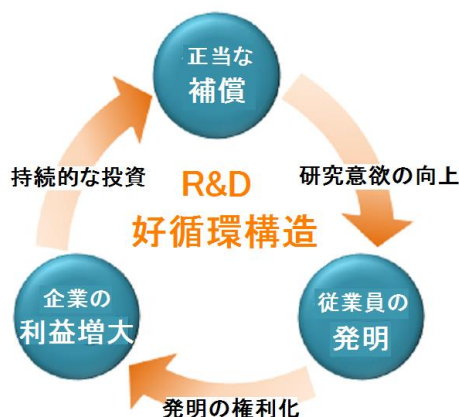 正当な
補償
持続的な投資
R&D
好循環構造
研究意欲の向上
企業の
利益増大
従業員の
発明
発明の権利化